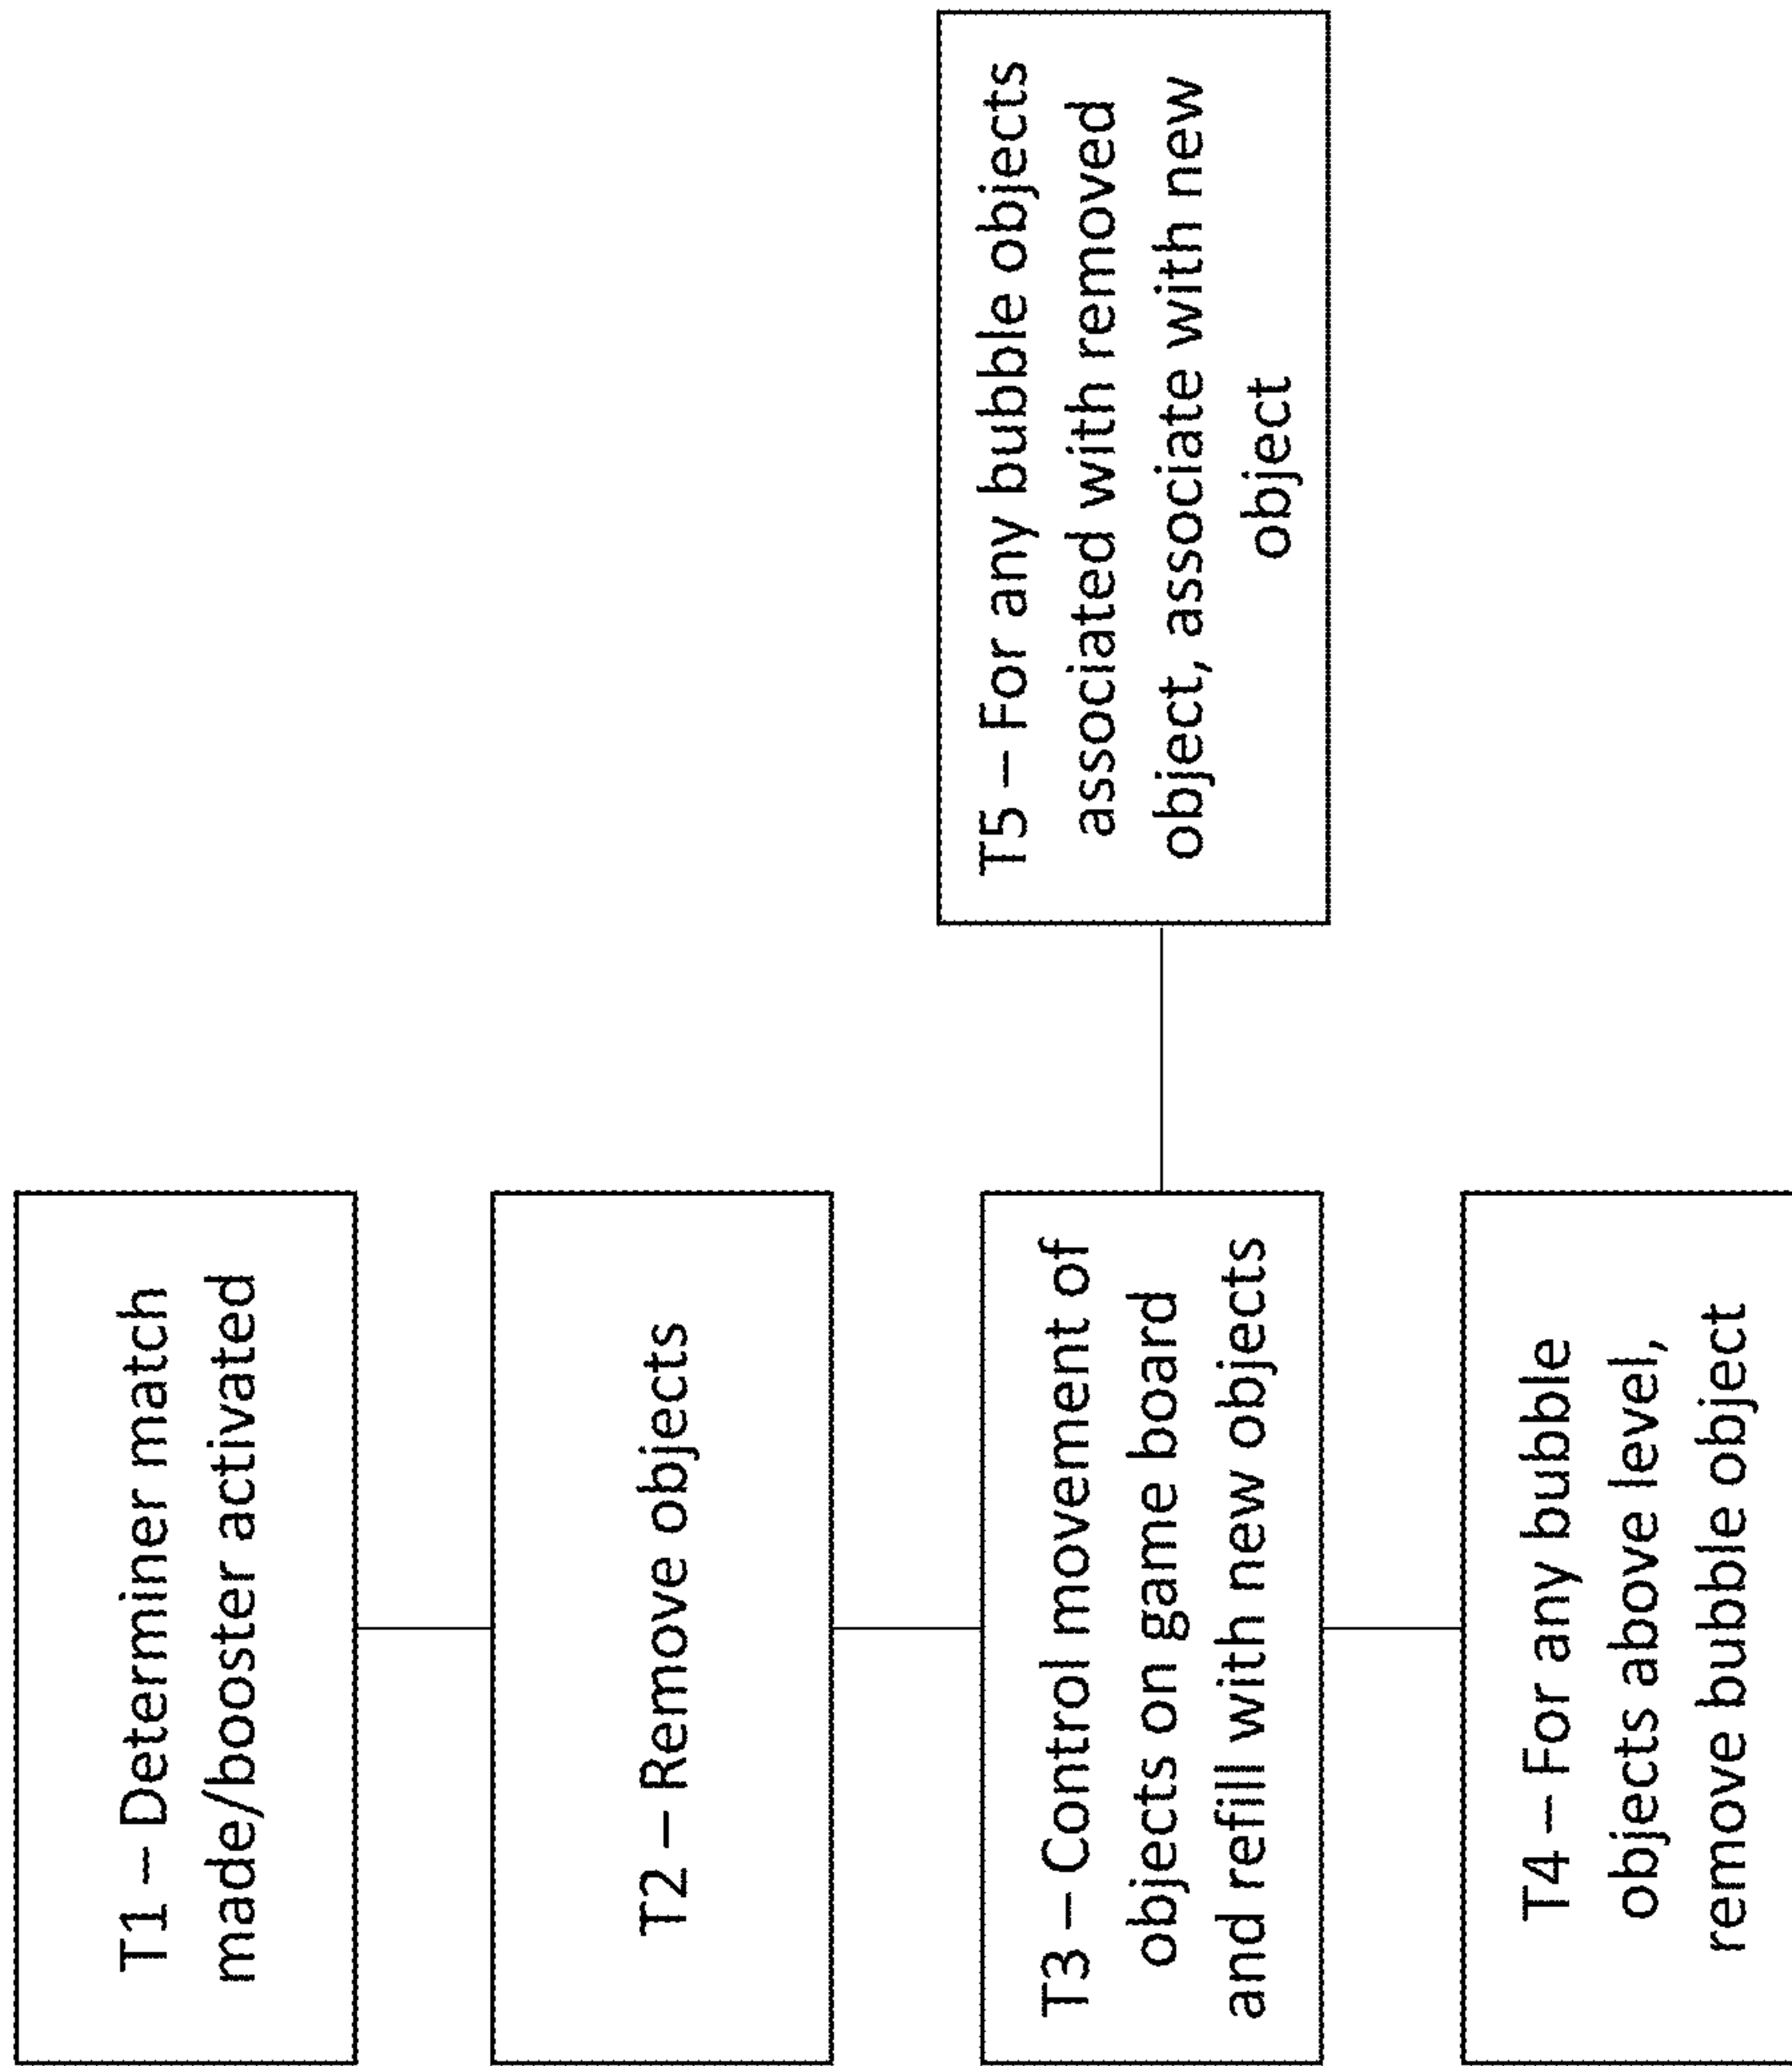 T1 – Determiner match
made/booster activated
T2 – Remove objects
T3 – Control movement of
objects on game board
and refill with new objects
T4 – For any bubble
objects above level,
remove bubble object
T5 – For any bubble objects
associated with removed
object, associate with new
object